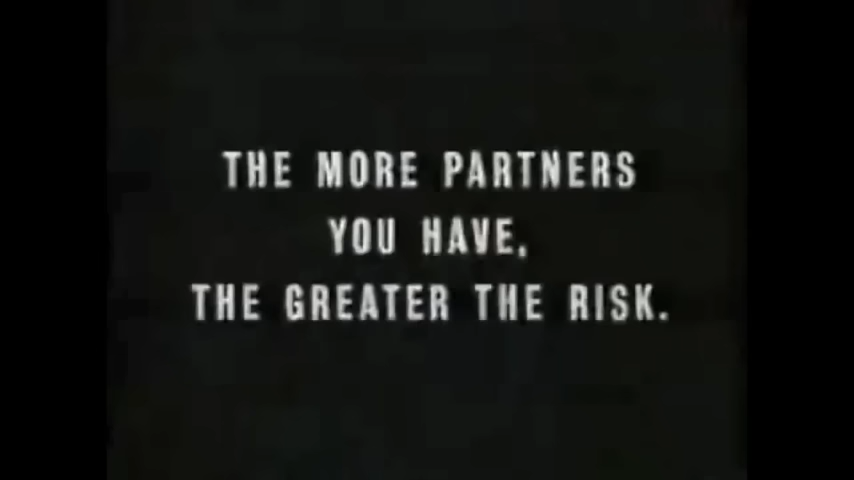 THE MORE PARTNERS
YOU HAVE,
THE GREATER THE RISK.